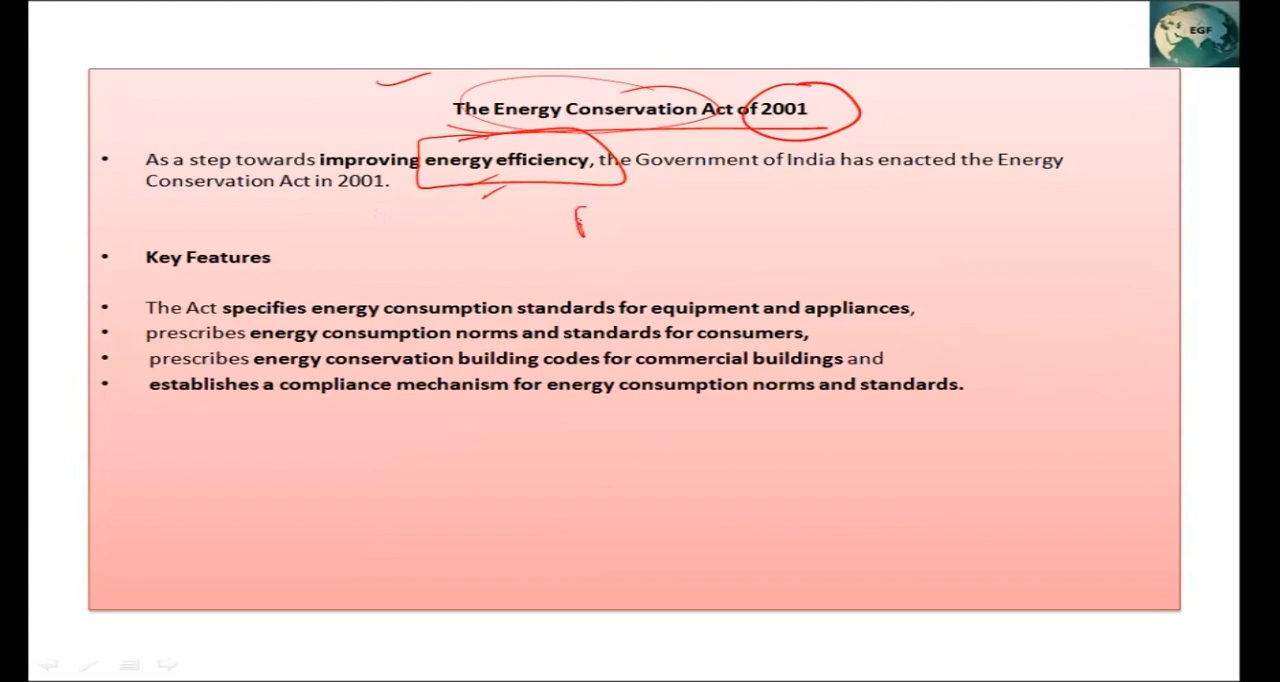 EGF
The Energy Conservation Act of 2001
• As a step towards improving energy efficiency, the Government of India has enacted the Energy
Conservation Act in 2001.
• Key Features
• The Act specifies energy consumption standards for equipment and appliances,
• prescribes energy consumption norms and standards for consumers,
• prescribes energy conservation building codes for commercial buildings and
• establishes a compliance mechanism for energy consumption norms and standards.